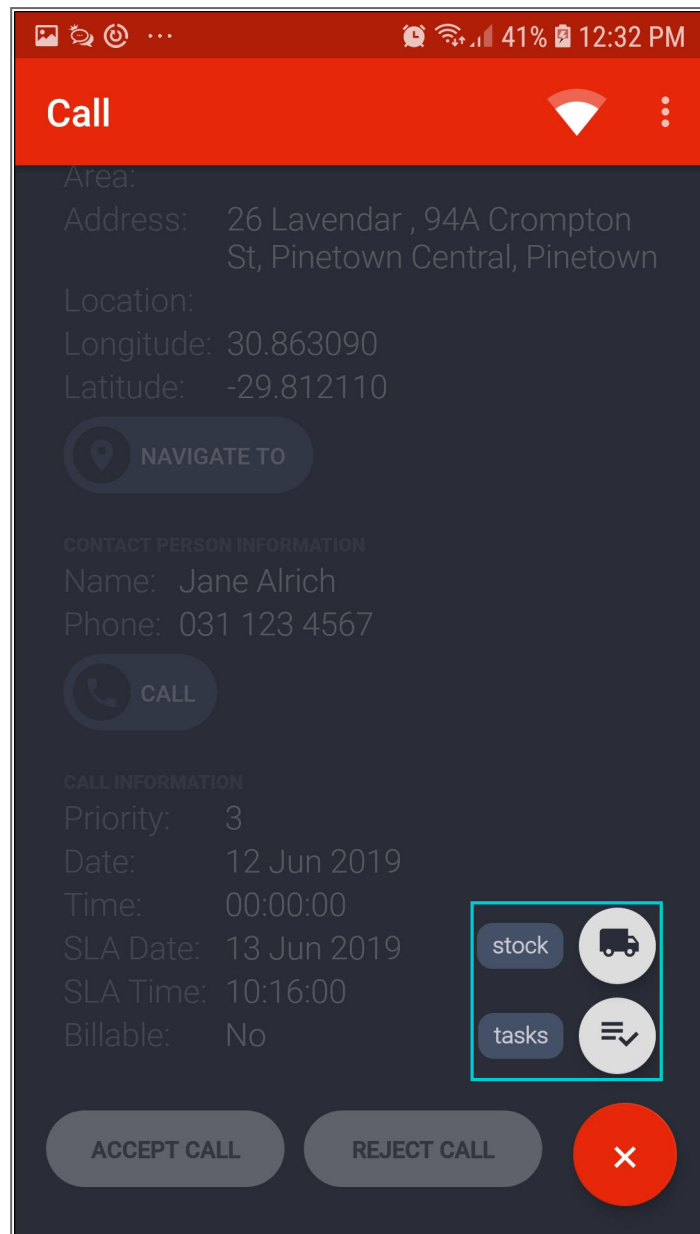 41% 12:32 PM
Call
Area:
Address: 26 Lavendar , 94A Crompton
St, Pinetown Central, Pinetown
Location:
Longitude: 30.863090
Latitude: -29.812110
NAVIGATE TO
CONTACT PERSON INFORMATION
Name: Jane Alrich
Phone: 031 123 4567
CALL
CALL INFORMATION
Priority: 3
Date: 12 Jun 2019
Time: 00:00:00
SLA Date: 13 Jun 2019
stock
SLA Time: 10:16:00
Billable: No
tasks
ACCEPT CALL REJECT CALL